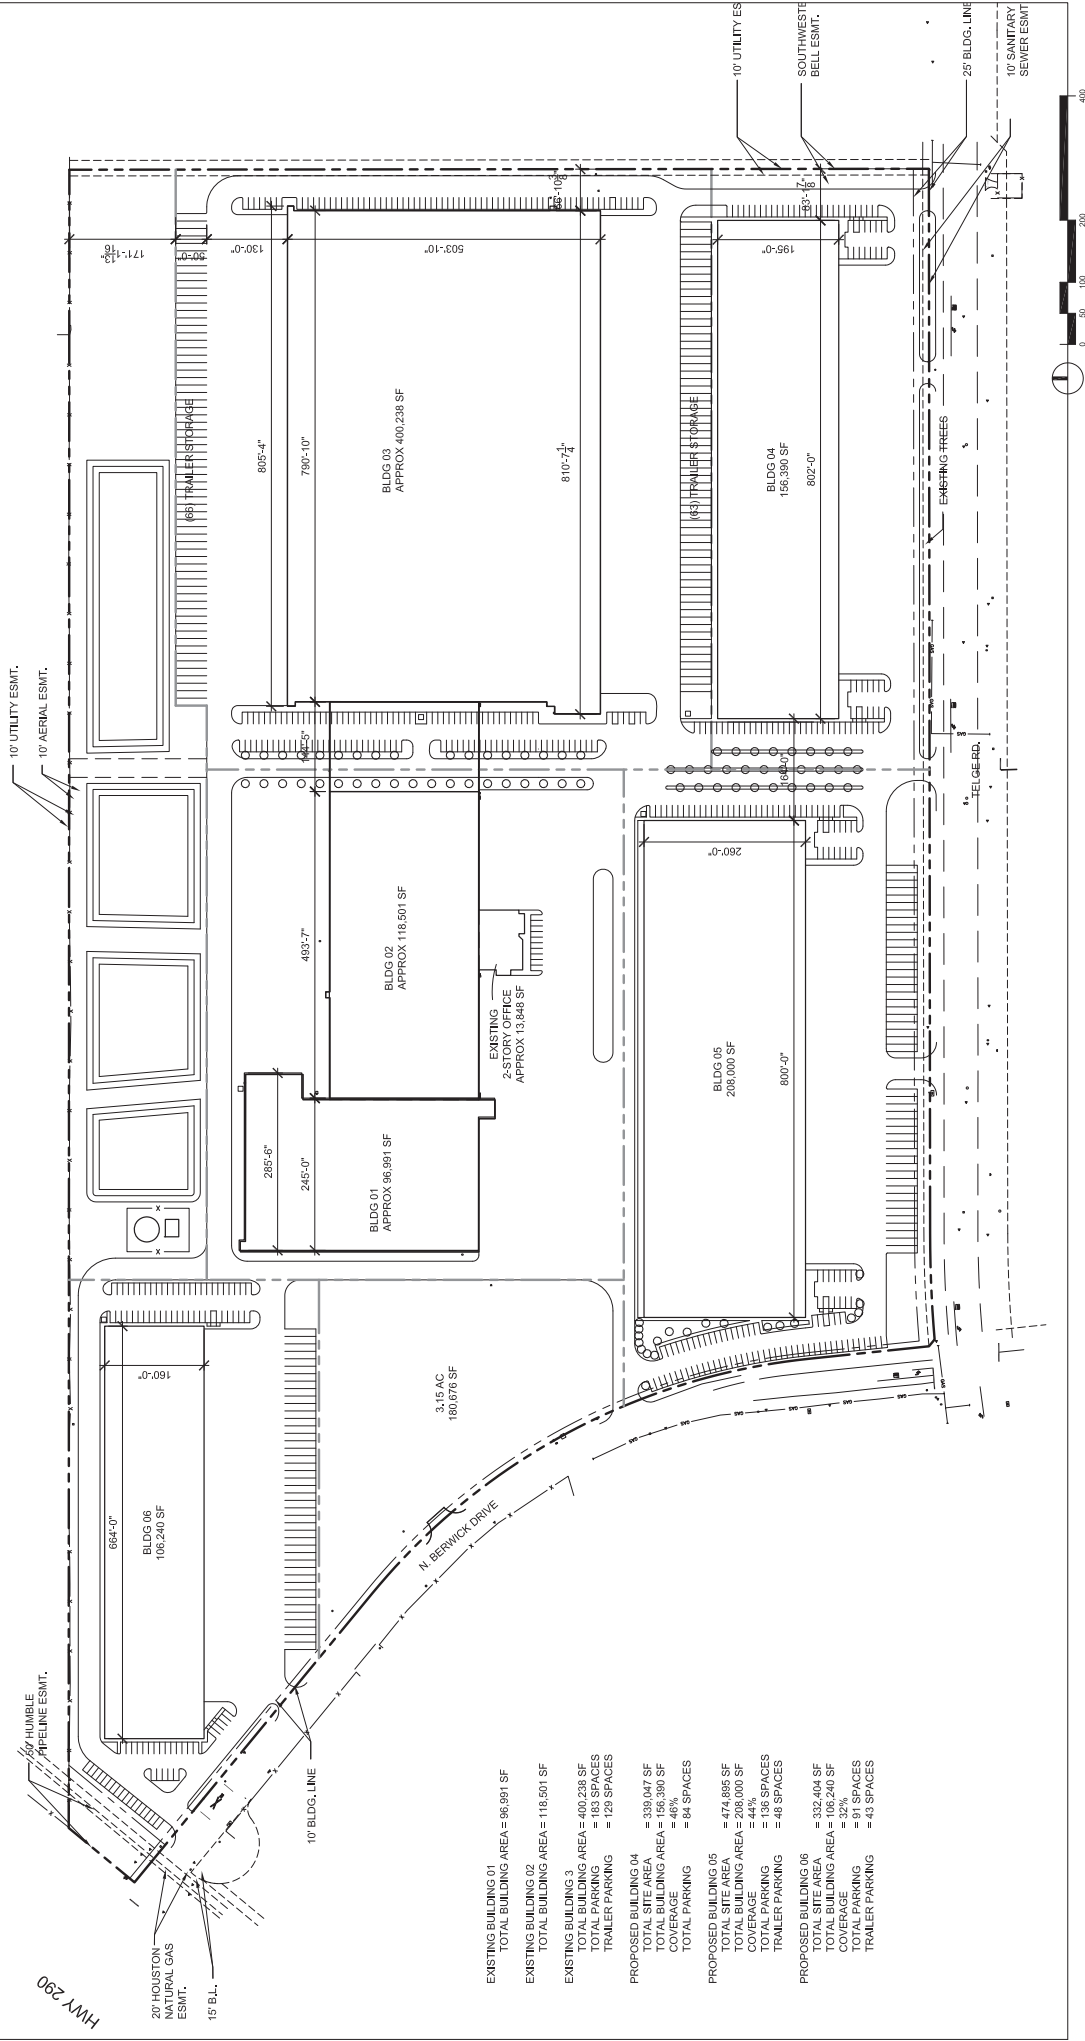 HWY 290
20' HOUSTON
NATURAL GAS
ESMT.
15' B.L.
50' HUMBLE
PIPELINE ESMT.
10' BLDG. LINE
10' UTILITY ESMT.
10' AERIAL ESMT.
664'-0"
BLDG 06
106,240 SF
160'-0"
3.15 AC
180,676 SF
N. BERWICK DRIVE
285'-6"
245'-0"
BLDG 01
APPROX 96,991 SF
493'-7"
BLDG 02
APPROX 118,501 SF
EXISTING
2-STORY OFFICE
APPROX 13,848 SF
144'-5"
(66) TRAILER STORAGE
171'-1 13/16"
50'-0"
130'-0"
503'-10"
805'-4"
790'-10"
BLDG 03
APPROX 400,238 SF
810'-7 1/4"
(63) TRAILER STORAGE
BLDG 04
156,390 SF
802'-0"
195'-0"
BLDG 05
208,000 SF
800'-0"
260'-0"
EXISTING TREES
TELGE RD.
10' UTILITY ES
SOUTHWESTE
BELL ESMT.
25' BLDG. LINE
10' SANITARY
SEWER ESMT
0 50 100 200 400
EXISTING BUILDING 01
TOTAL BUILDING AREA = 96,991 SF
EXISTING BUILDING 02
TOTAL BUILDING AREA = 118,501 SF
EXISTING BUILDING 3
TOTAL BUILDING AREA = 400,238 SF
TOTAL PARKING = 183 SPACES
TRAILER PARKING = 129 SPACES
PROPOSED BUILDING 04
TOTAL SITE AREA = 339,047 SF
TOTAL BUILDING AREA = 156,390 SF
COVERAGE = 46%
TOTAL PARKING = 84 SPACES
PROPOSED BUILDING 05
TOTAL SITE AREA = 474,895 SF
TOTAL BUILDING AREA = 208,000 SF
COVERAGE = 44%
TOTAL PARKING = 136 SPACES
TRAILER PARKING = 48 SPACES
PROPOSED BUILDING 06
TOTAL SITE AREA = 332,404 SF
TOTAL BUILDING AREA = 106,240 SF
COVERAGE = 32%
TOTAL PARKING = 91 SPACES
TRAILER PARKING = 43 SPACES